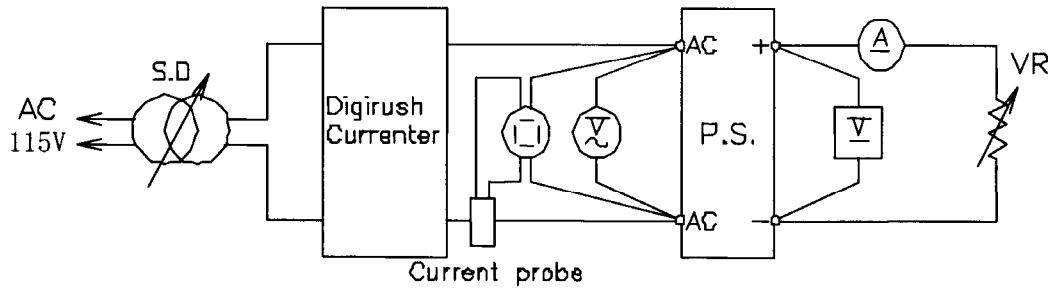 S.D
AC
115V
Digirush
Currenter
Current probe
V
AC
AC
P.S.
+
-
A
V
VR